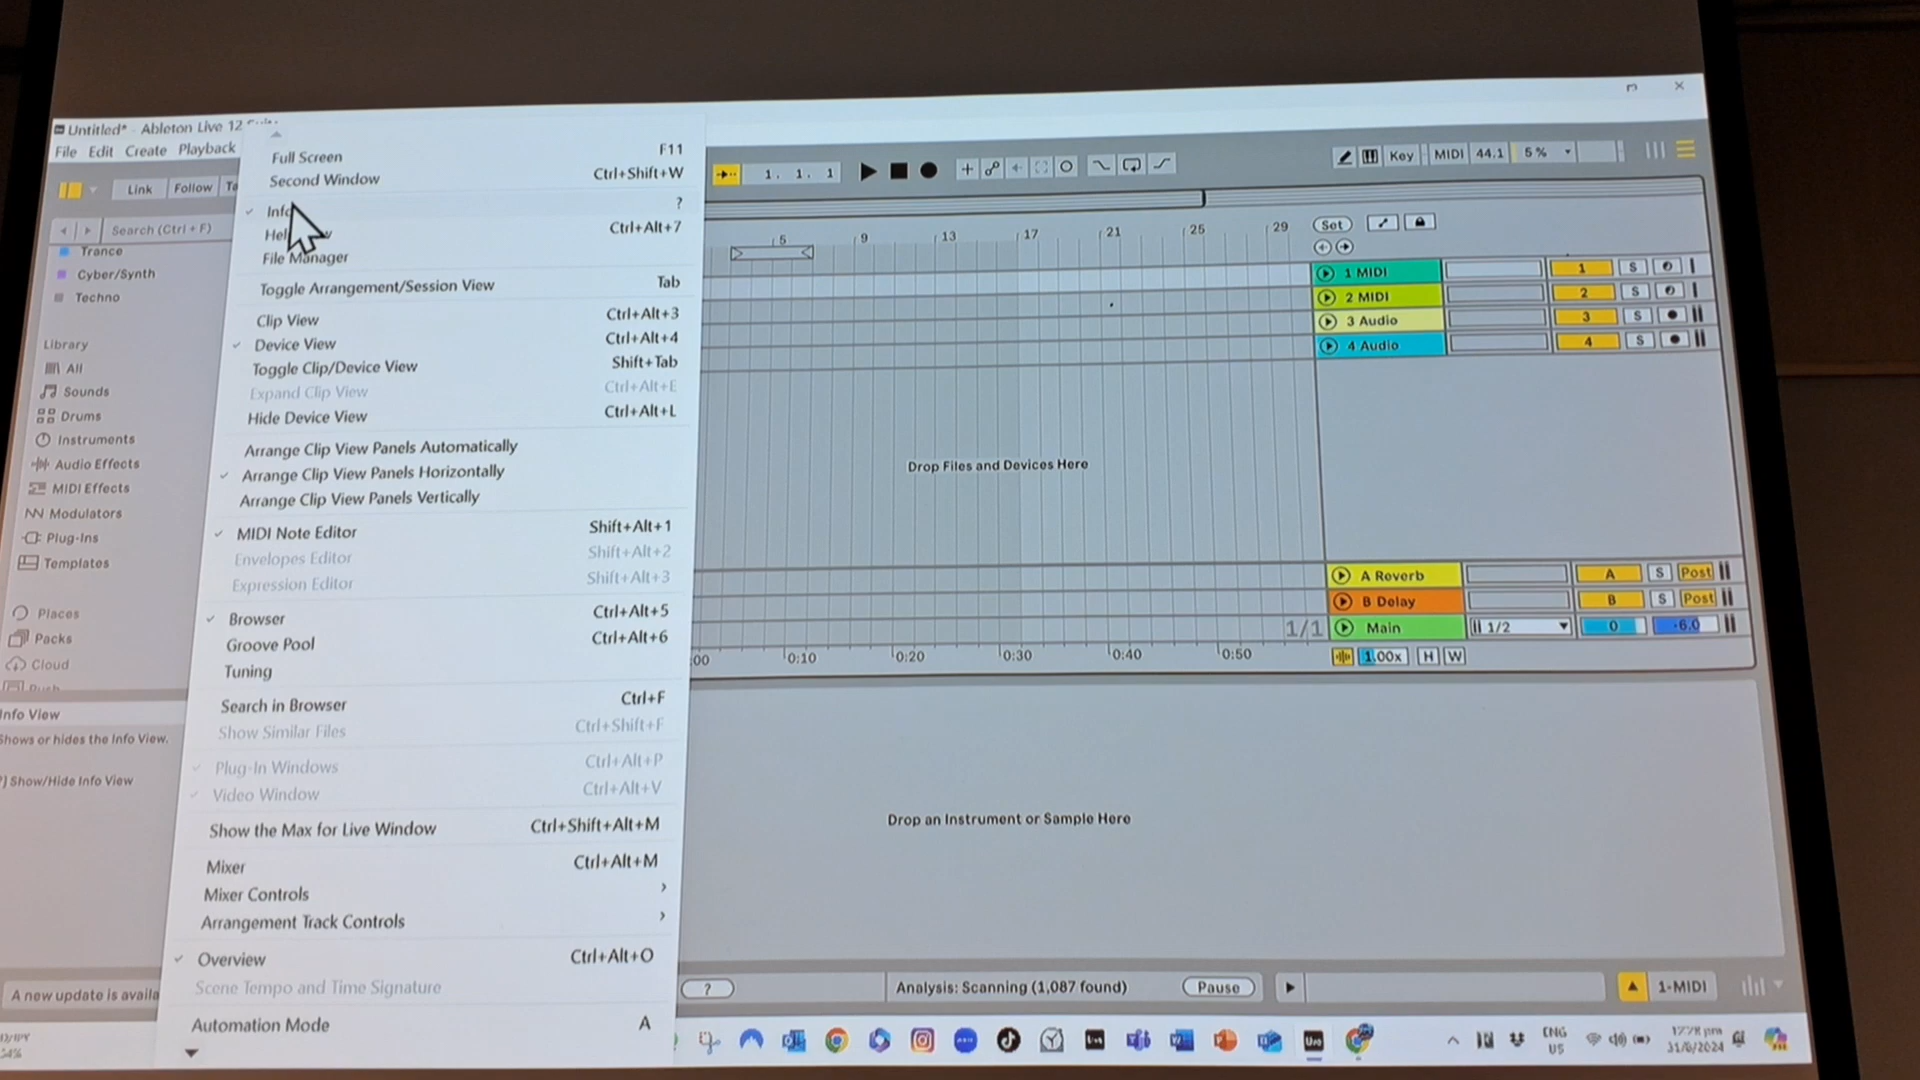 Untitled* - Ableton Live 12
File Edit Create Playback
Link Follow
Search (Ctrl + F)
Trance
Cyber/Synth
Techno
Library
All
Sounds
Drums
Instruments
Audio Effects
MIDI Effects
Modulators
Plug-Ins
Templates
Places
Packs
Cloud
Info View
Shows or hides the Info View.
?] Show/Hide Info View
A new update is availa
Full Screen F11
Second Window Ctrl+Shift+W
Info ?
Ctrl+Alt+7
File Manager
Toggle Arrangement/Session View Tab
Clip View Ctrl+Alt+3
Device View Ctrl+Alt+4
Toggle Clip/Device View Shift+Tab
Expand Clip View Ctrl+Alt+E
Hide Device View Ctrl+Alt+L
Arrange Clip View Panels Automatically
Arrange Clip View Panels Horizontally
Arrange Clip View Panels Vertically
MIDI Note Editor Shift+Alt+1
Envelopes Editor Shift+Alt+2
Expression Editor Shift+Alt+3
Browser Ctrl+Alt+5
Groove Pool Ctrl+Alt+6
Tuning
Search in Browser Ctrl+F
Show Similar Files Ctrl+Shift+F
Plug-In Windows Ctrl+Alt+P
Video Window Ctrl+Alt+V
Show the Max for Live Window Ctrl+Shift+Alt+M
Mixer Ctrl+Alt+M
Mixer Controls
Arrangement Track Controls
Overview Ctrl+Alt+O
Scene Tempo and Time Signature
Automation Mode A
1. 1. 1
Key MIDI 44.1 5 %
5 9 13 17 21 25 29
Set
1 MIDI 1 S
2 MIDI 2 S
3 Audio 3 S
4 Audio 4 S
Drop Files and Devices Here
A Reverb A S Post
B Delay B S Post
1/1 Main 1/2 0 -6.0
:00 0:10 0:20 0:30 0:40 0:50
1.00x H W
Drop an Instrument or Sample Here
? Analysis: Scanning (1,087 found) Pause 1-MIDI
ENG
US
31/8/2024